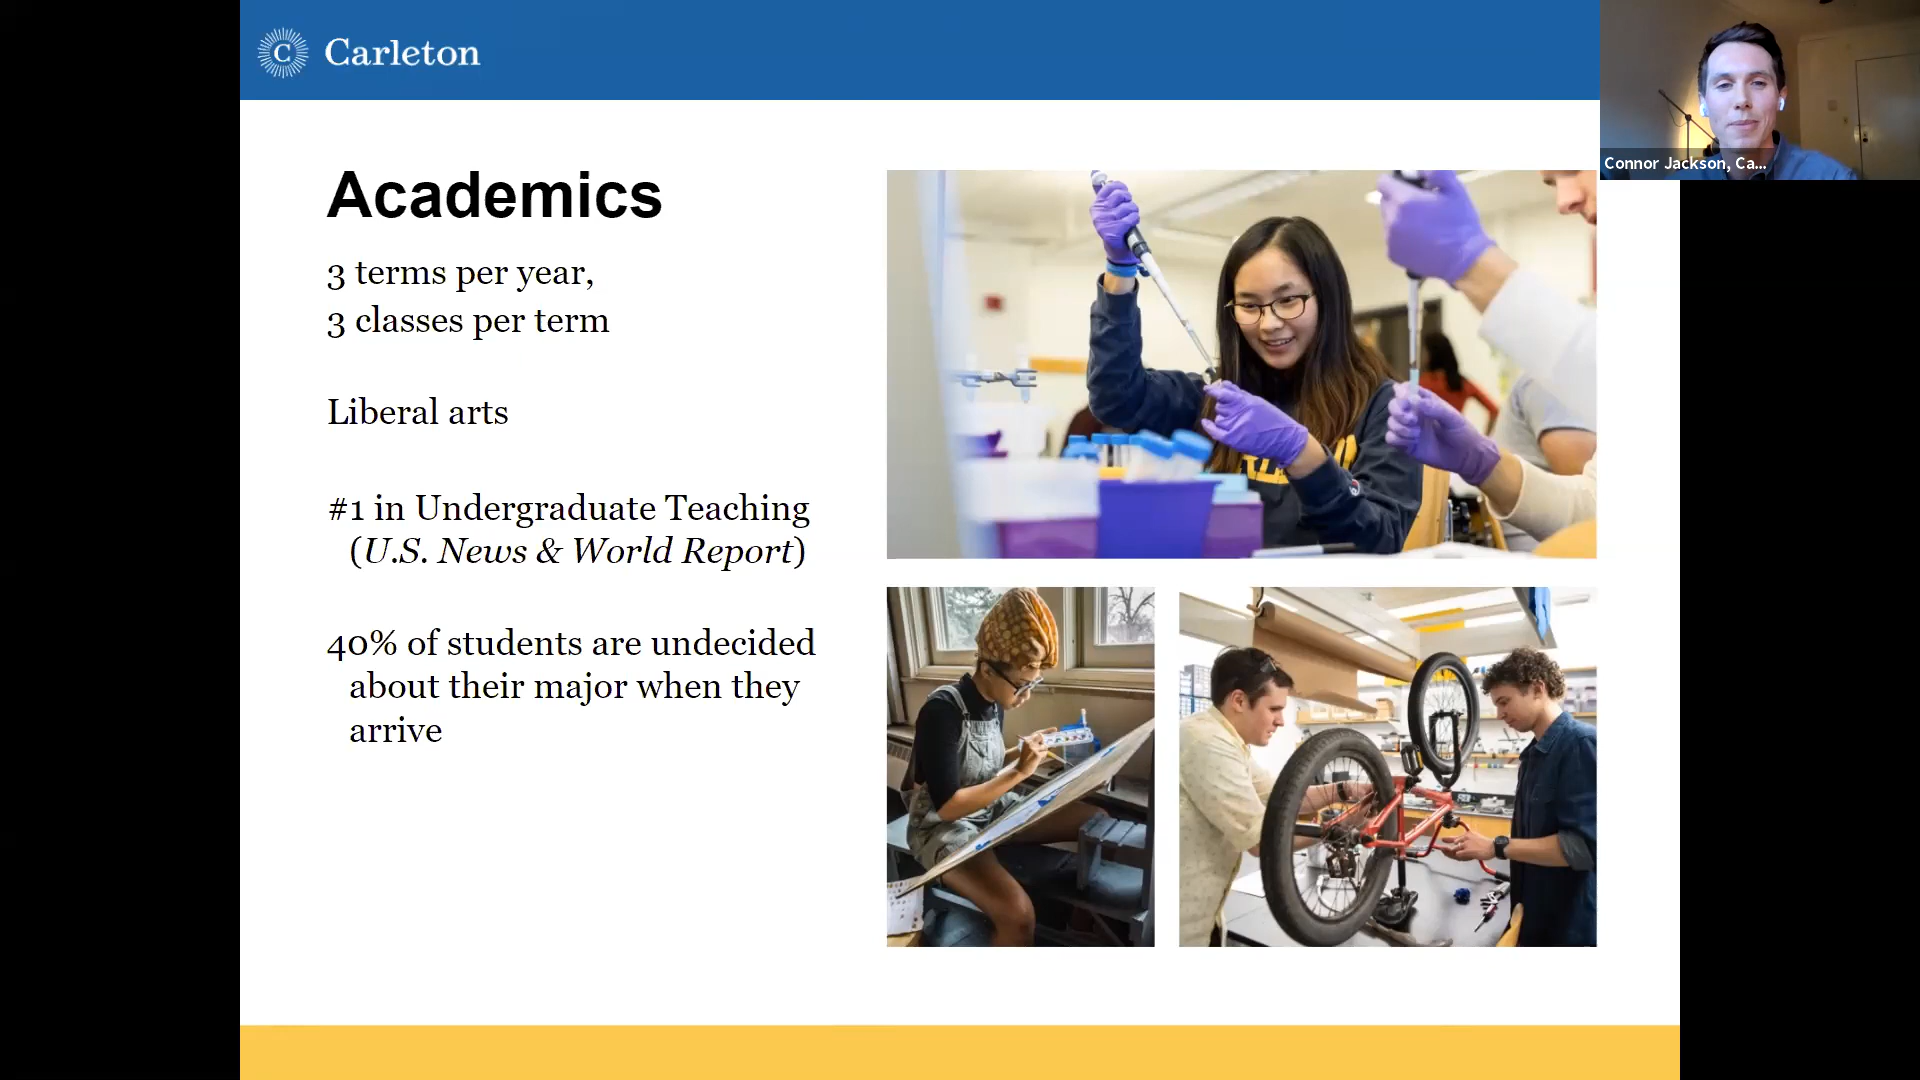 C Carleton
Connor Jackson, Ca...
Academics
3 terms per year,
3 classes per term
Liberal arts
#1 in Undergraduate Teaching
(U.S. News & World Report)
40% of students are undecided
about their major when they
arrive